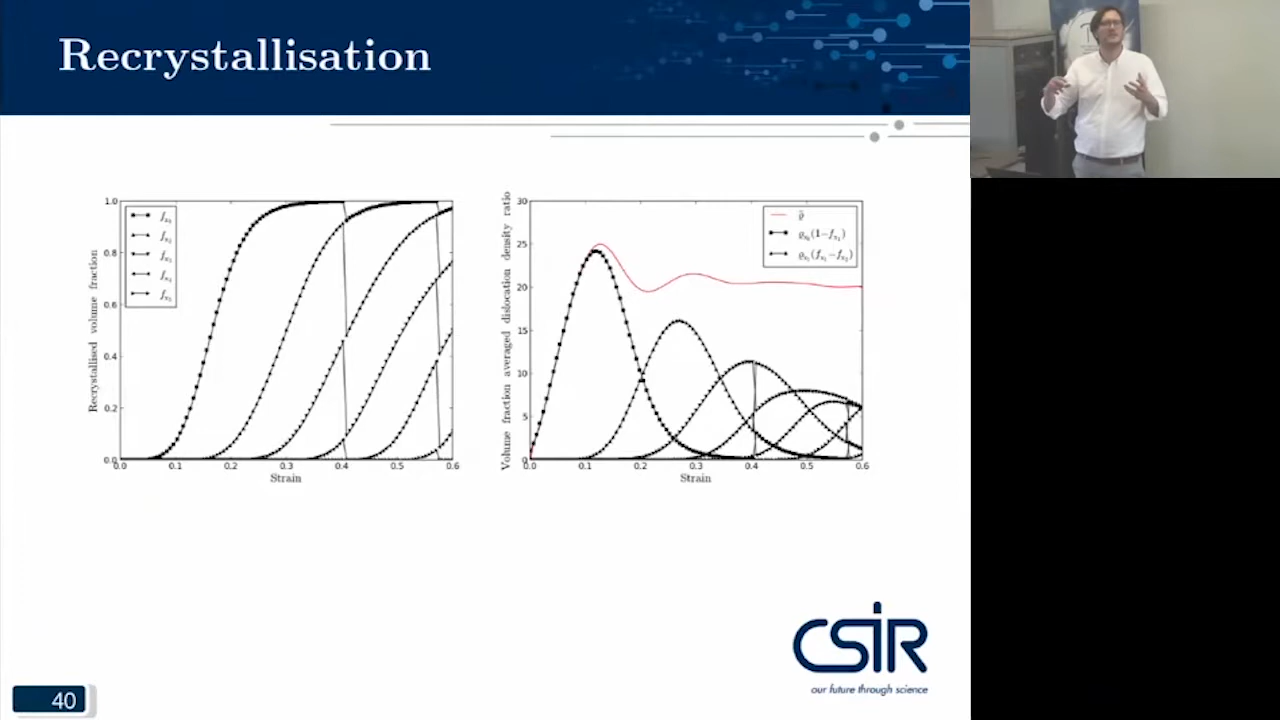 Recrystallisation
Recrystallised volume fraction
1.0
0.8
0.6
0.4
0.2
0.0
0.0 0.1 0.2 0.3 0.4 0.5 0.6
Strain
Volume fraction averaged dislocation density ratio
30
25
20
15
10
5
0
0.0 0.1 0.2 0.3 0.4 0.5 0.6
Strain
CSIR
our future through science
40